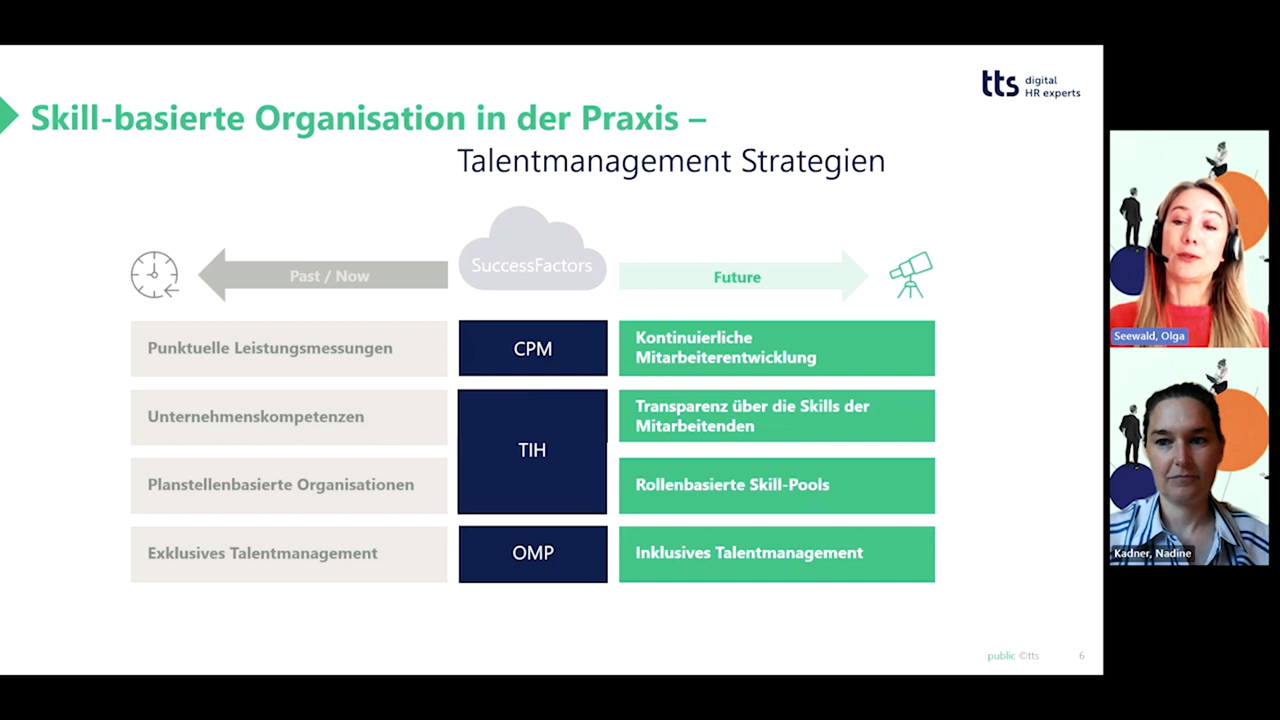 tts digital
HR experts
Skill-basierte Organisation in der Praxis –
Talentmanagement Strategien
Past / Now
SuccessFactors
Future
Punktuelle Leistungsmessungen
CPM
Kontinuierliche
Mitarbeiterentwicklung
Unternehmenskompetenzen
TIH
Transparenz über die Skills der
Mitarbeitenden
Planstellenbasierte Organisationen
Rollenbasierte Skill-Pools
Exklusives Talentmanagement
OMP
Inklusives Talentmanagement
public ©tts
6
Seewald, Olga
Kadner, Nadine